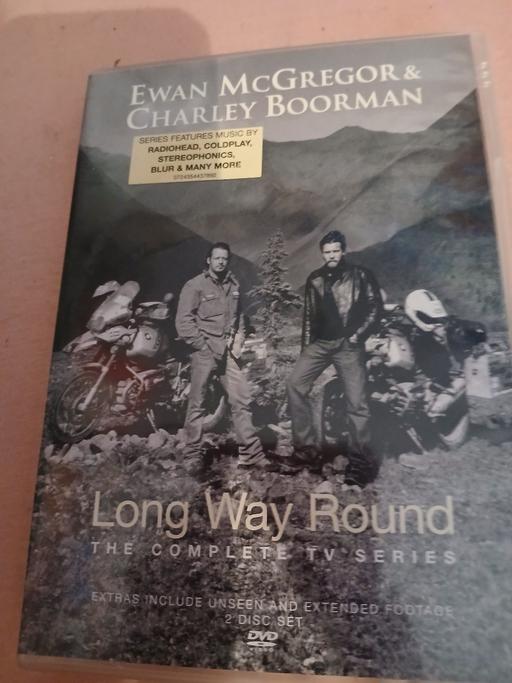 EWAN MCGREGOR &
CHARLEY BOORMAN
SERIES FEATURES MUSIC BY
RADIOHEAD, COLDPLAY,
STEREOPHONICS,
BLUR & MANY MORE
Long Way Round
THE COMPLETE TV SERIES
EXTRAS INCLUDE UNSEEN AND EXTENDED FOOTAGE
2 DISC SET
DVD
VIDEO